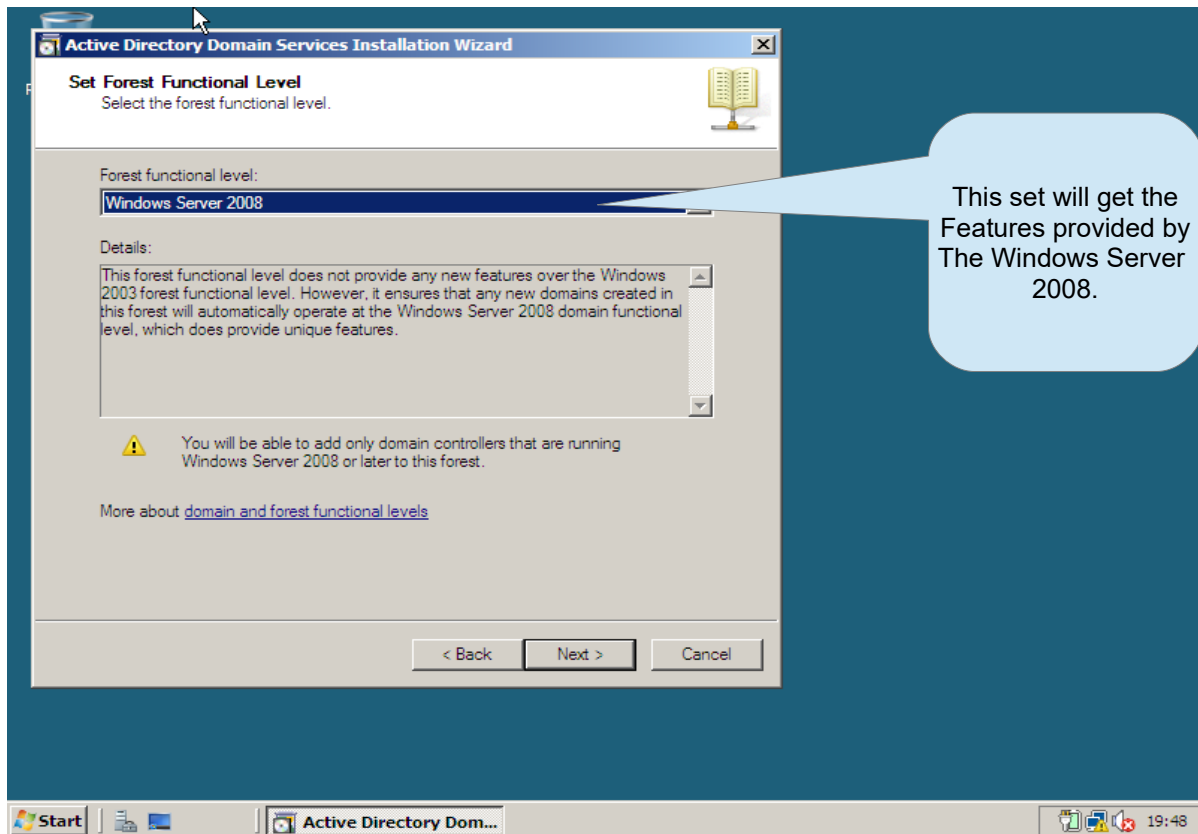 Active Directory Domain Services Installation Wizard
Set Forest Functional Level
Select the forest functional level.
Forest functional level:
Windows Server 2008
This set will get the
Features provided by
The Windows Server
2008.
Details:
This forest functional level does not provide any new features over the Windows
2003 forest functional level. However, it ensures that any new domains created in
this forest will automatically operate at the Windows Server 2008 domain functional
level, which does provide unique features.
You will be able to add only domain controllers that are running
Windows Server 2008 or later to this forest.
More about domain and forest functional levels
< Back
Next >
Cancel
Start
Active Directory Dom...
19:48